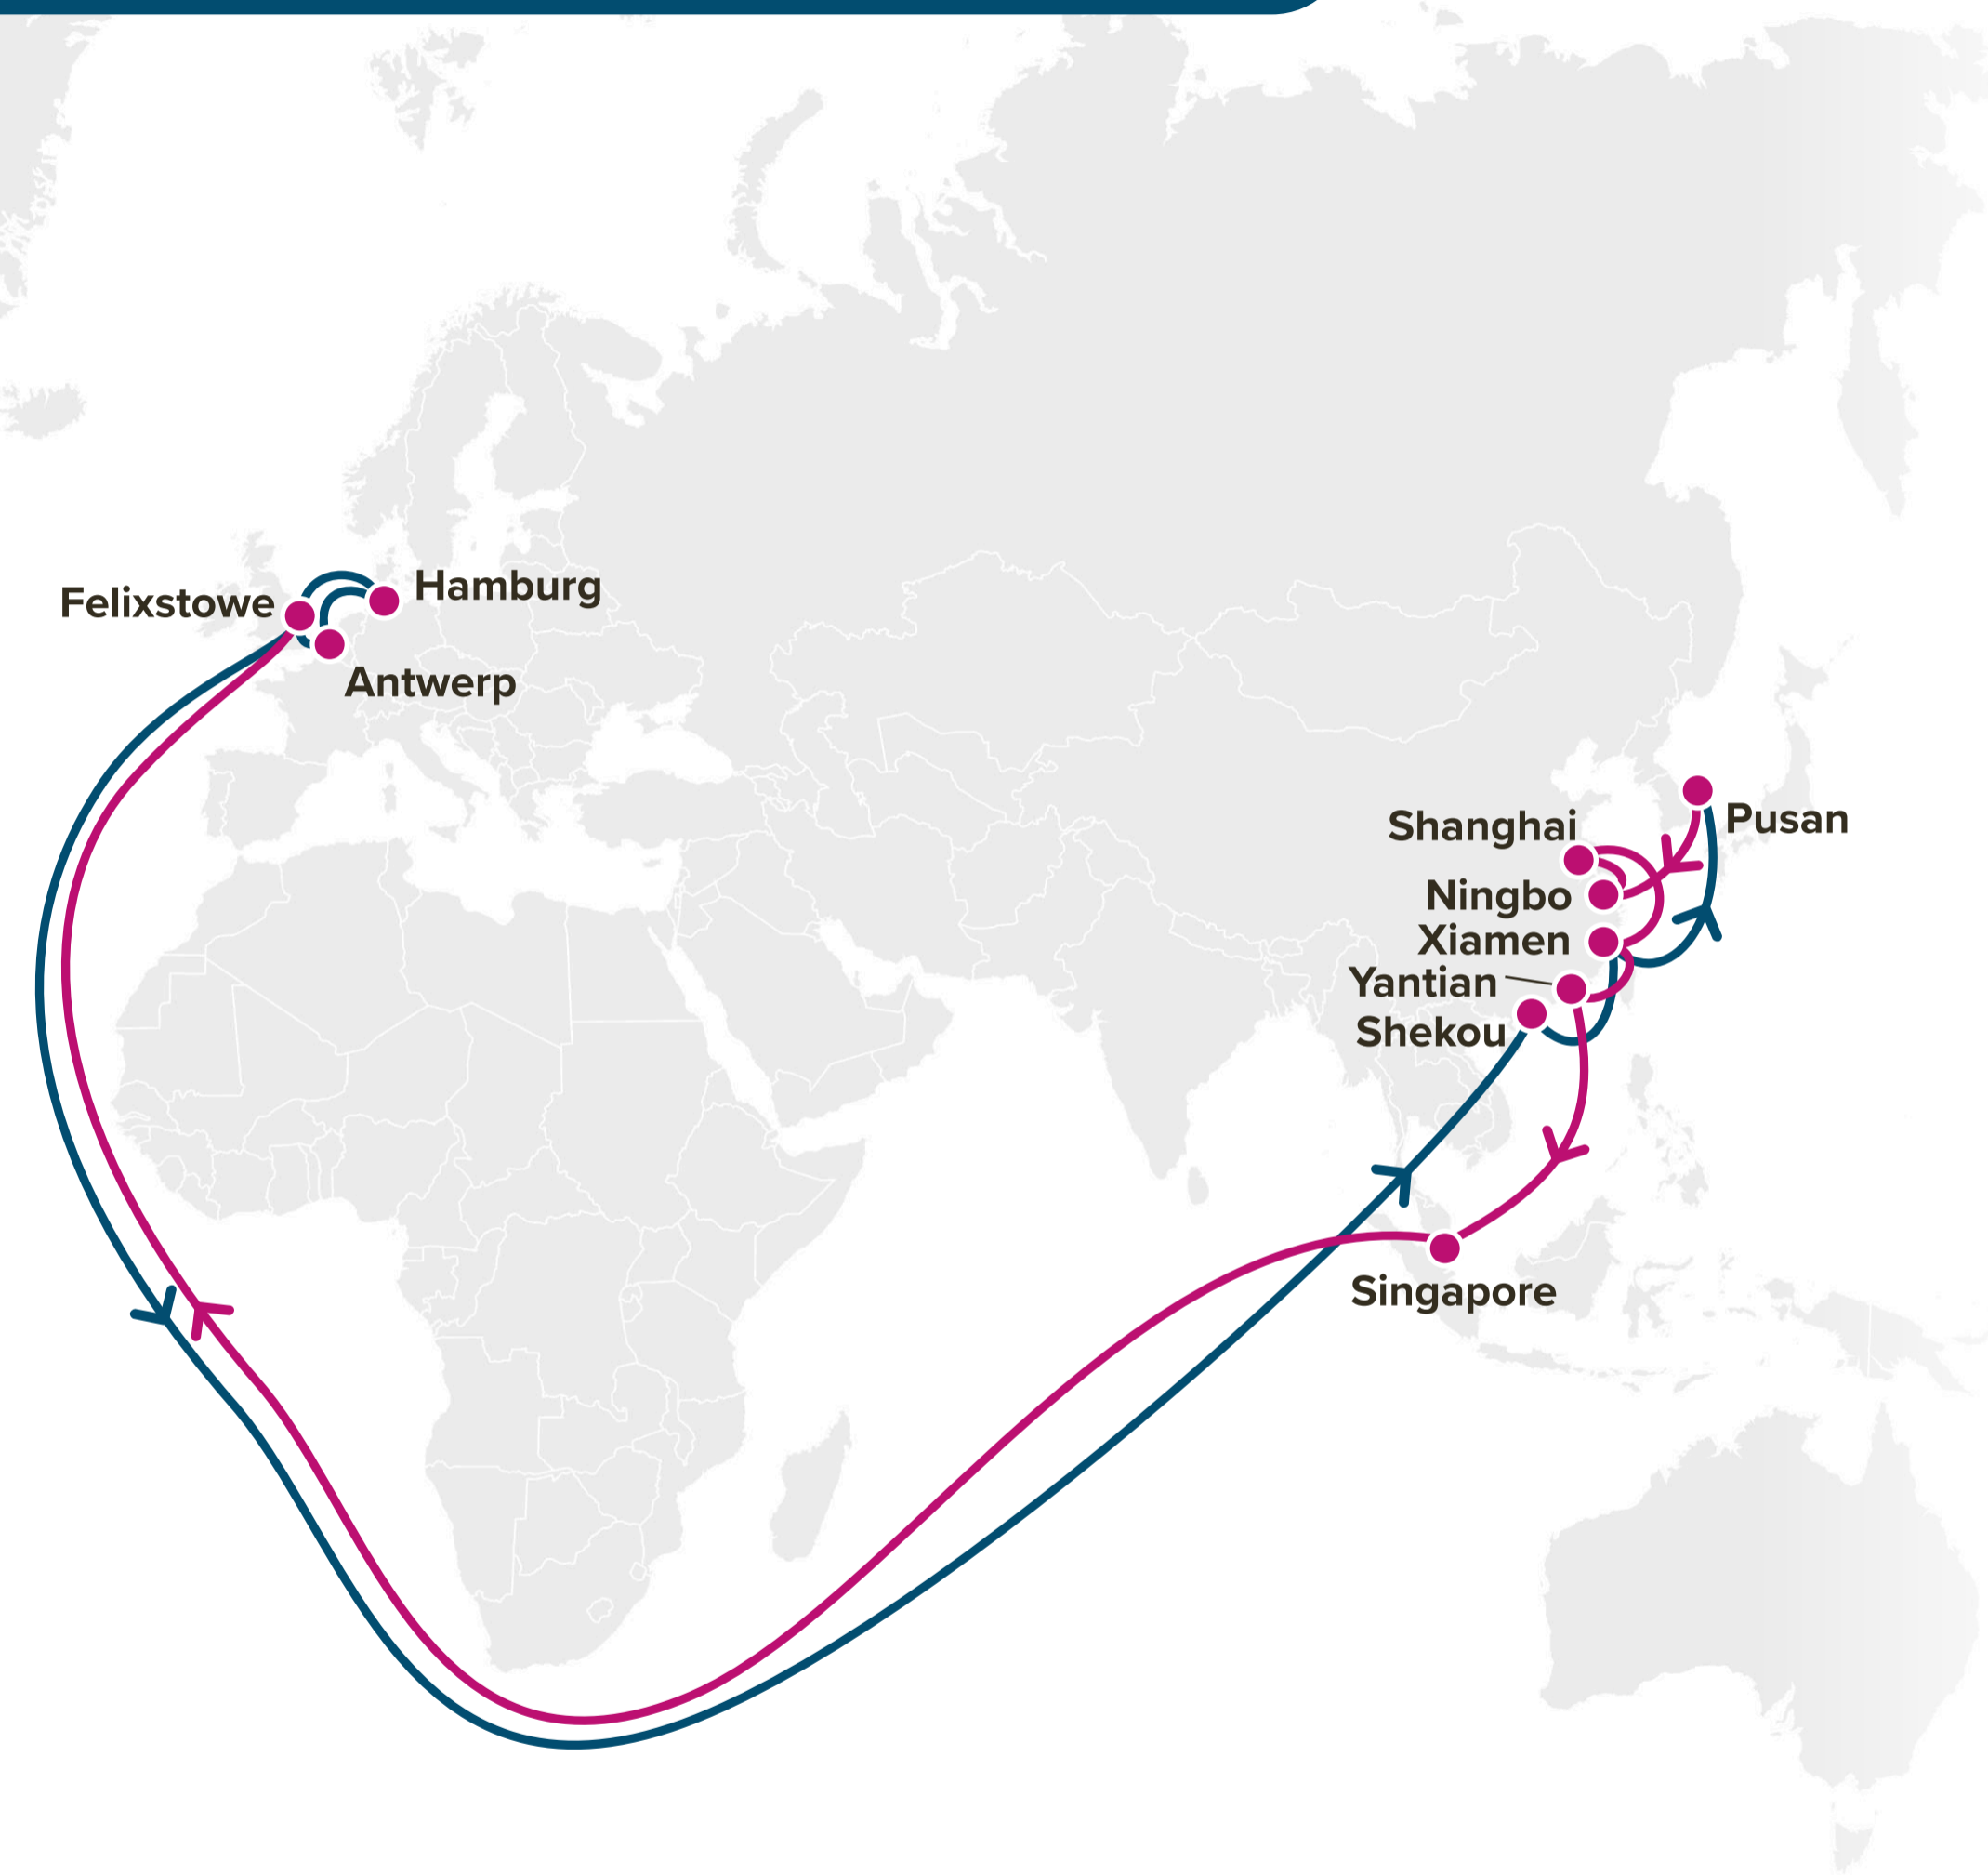 Hamburg
Felixstowe
Antwerp
Pusan
Shanghai
Ningbo
Xiamen
Yantian
Shekou
Singapore